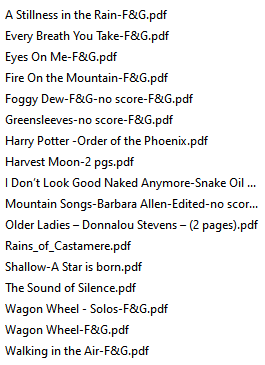 A Stillness in the Rain-F&G.pdf
Every Breath You Take-F&G.pdf
Eyes On Me-F&G.pdf
Fire On the Mountain-F&G.pdf
Foggy Dew-F&G-no score-F&G.pdf
Greensleeves-no score-F&G.pdf
Harry Potter -Order of the Phoenix.pdf
Harvest Moon-2 pgs.pdf
I Don't Look Good Naked Anymore-Snake Oil ...
Mountain Songs-Barbara Allen-Edited-no scor...
Older Ladies – Donnalou Stevens – (2 pages).pdf
Rains_of_Castamere.pdf
Shallow-A Star is born.pdf
The Sound of Silence.pdf
Wagon Wheel - Solos-F&G.pdf
Wagon Wheel-F&G.pdf
Walking in the Air-F&G.pdf